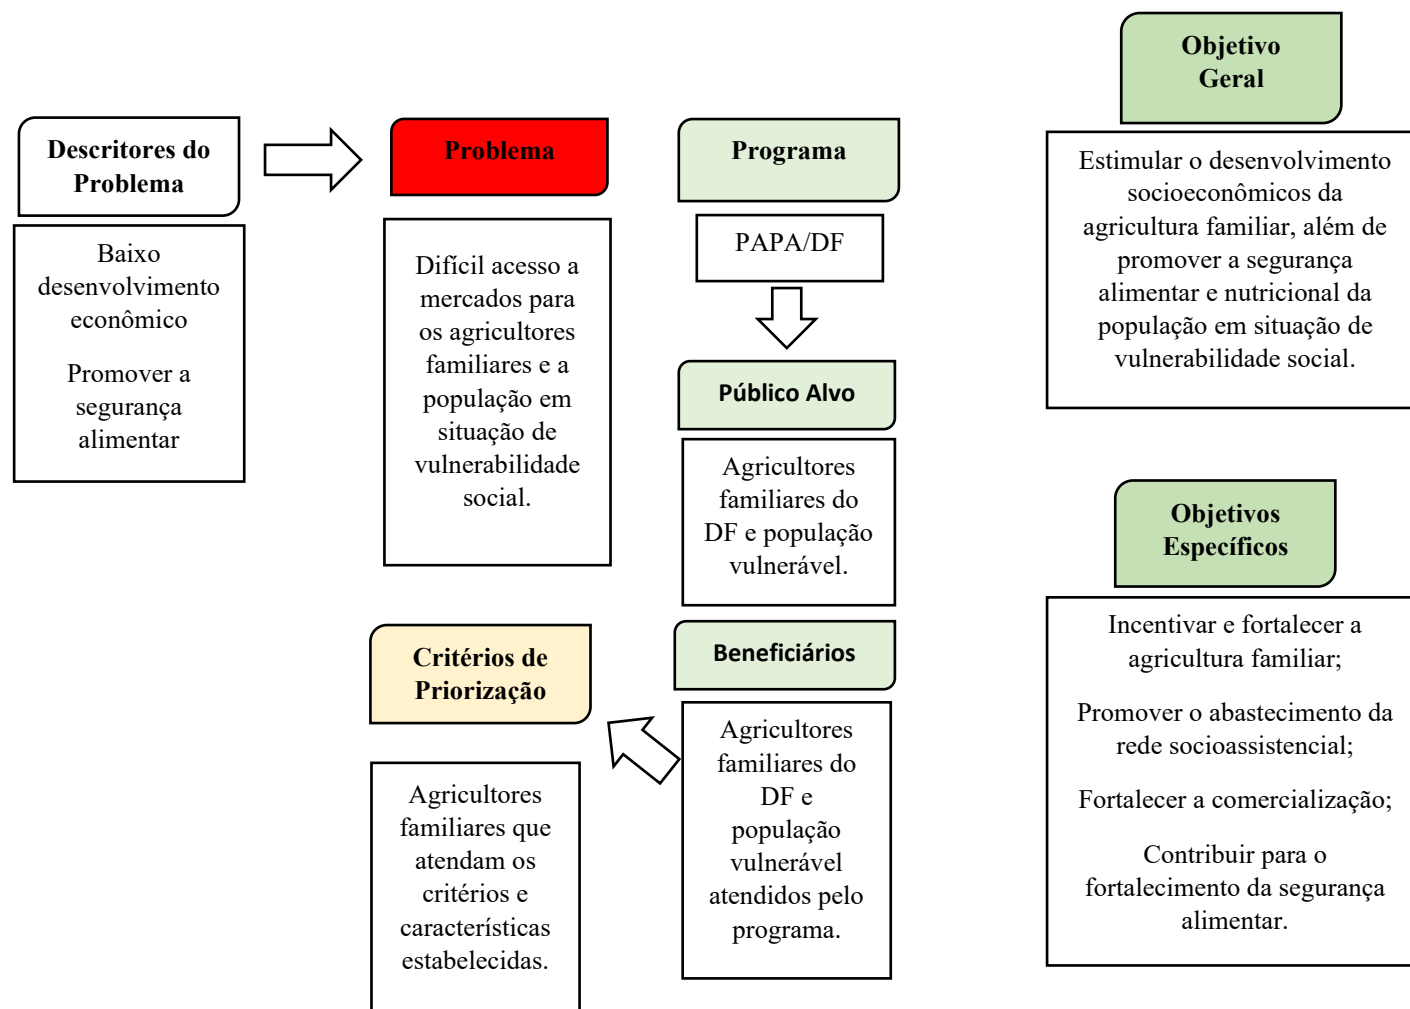 Descritores do
Problema
Baixo
desenvolvimento
econômico
Promover a
segurança
alimentar
Problema
Difícil acesso a
mercados para
os agricultores
familiares e a
população em
situação de
vulnerabilidade
social.
Programa
PAPA/DF
Público Alvo
Agricultores
familiares do
DF e população
vulnerável.
Beneficiários
Agricultores
familiares do
DF e
população
vulnerável
atendidos pelo
programa.
Critérios de
Priorização
Agricultores
familiares que
atendam os
critérios e
características
estabelecidas.
Objetivo
Geral
Estimular o desenvolvimento
socioeconômicos da
agricultura familiar, além de
promover a segurança
alimentar e nutricional da
população em situação de
vulnerabilidade social.
Objetivos
Específicos
Incentivar e fortalecer a
agricultura familiar;
Promover o abastecimento da
rede socioassistencial;
Fortalecer a comercialização;
Contribuir para o
fortalecimento da segurança
alimentar.